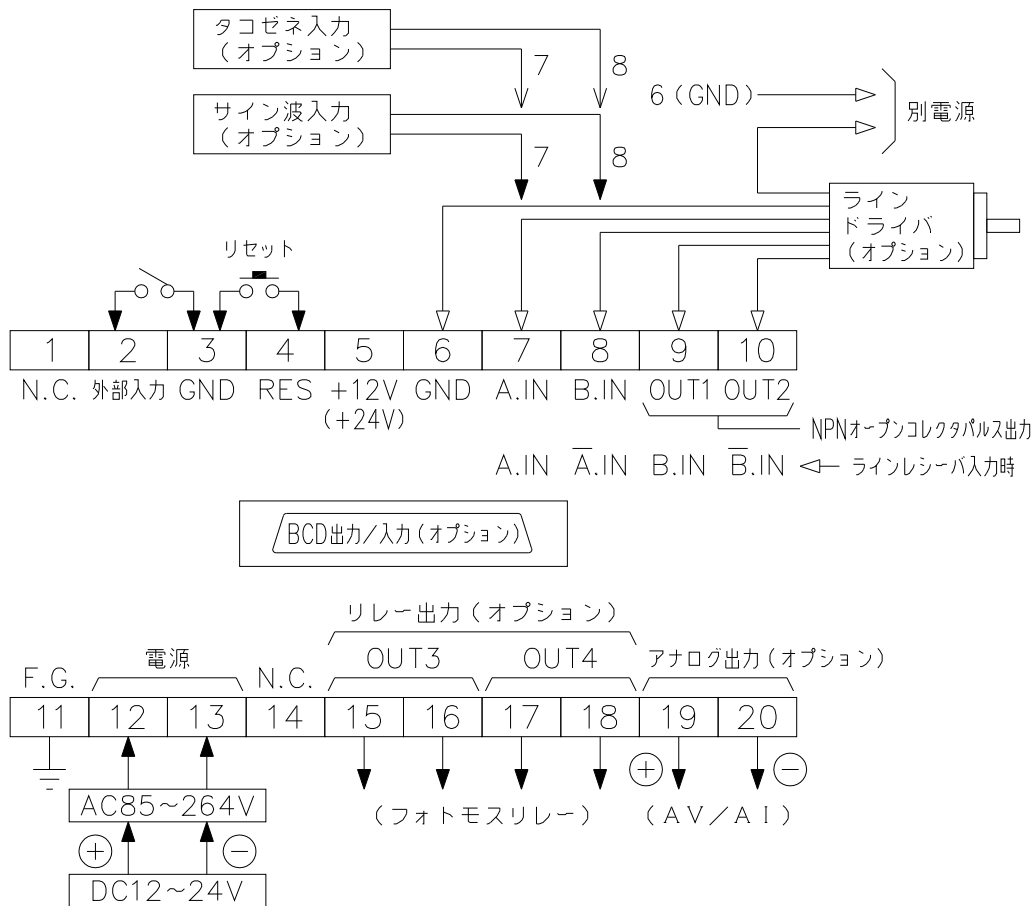 タコゼネ入力
(オプション)
7
8
サイン波入力
(オプション)
7
8
6(GND)
別電源
ライン
ドライバ
(オプション)
リセット
1 2 3 4 5 6 7 8 9 10
N.C. 外部入力 GND RES +12V GND A.IN B.IN OUT1 OUT2
(+24V)
NPNオープンコレクタパルス出力
A.IN A̅.IN B.IN B̅.IN ラインレシーバ入力時
BCD出力/入力(オプション)
リレー出力(オプション)
F.G. 電源 N.C. OUT3 OUT4 アナログ出力(オプション)
11 12 13 14 15 16 17 18 19 20
+ -
AC85~264V
(フォトモスリレー) (AV/AI)
+ -
DC12~24V